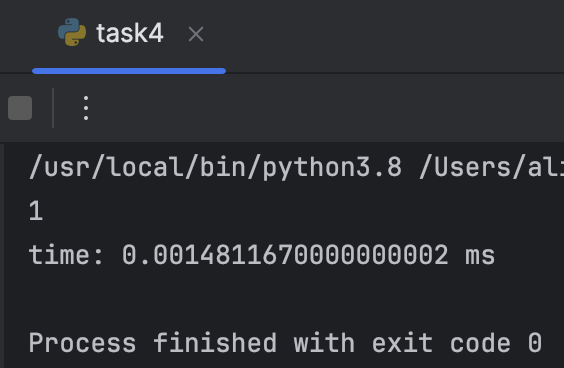 task4
/usr/local/bin/python3.8 /Users/ali
1
time: 0.0014811670000000002 ms
Process finished with exit code 0